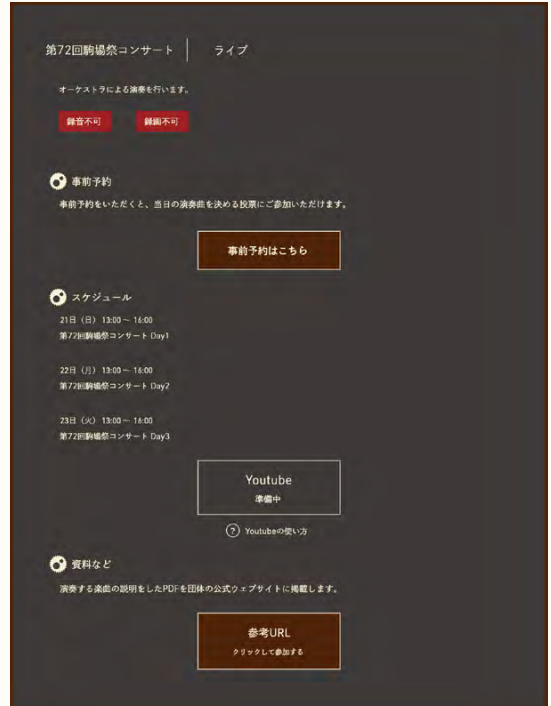 第72回駒場祭コンサート
ライブ
オーケストラによる演奏を行います。
録音不可
録画不可
事前予約
事前予約をいただくと、当日の演奏曲を決める投票にご参加いただけます。
事前予約はこちら
スケジュール
21日（日）13:00～16:00
第72回駒場祭コンサート Day1
22日（月）13:00～16:00
第72回駒場祭コンサート Day2
23日（火）13:00～16:00
第72回駒場祭コンサート Day3
Youtube
準備中
? Youtubeの使い方
資料など
演奏する楽曲の説明をしたPDFを団体の公式ウェブサイトに掲載します。
参考URL
クリックして参加する